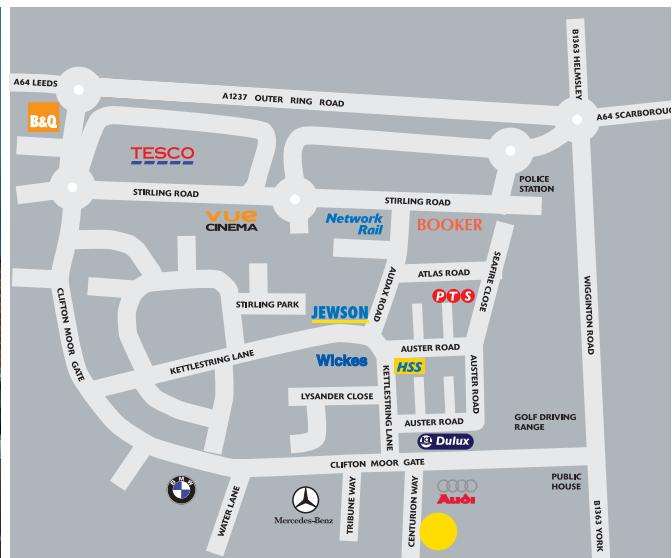 B1363 HELMSLEY
A64 LEEDS
A1237 OUTER RING ROAD
A64 SCARBOROUG
B&Q
TESCO
POLICE
STATION
STIRLING ROAD
STIRLING ROAD
vue
CINEMA
Network
Rail
BOOKER
ATLAS ROAD
SEAFIRE CLOSE
AUDAX ROAD
WIGGINTON ROAD
CLIFTON MOOR GATE
PTS
STIRLING PARK
JEWSON
AUSTER ROAD
KETTLESTRING LANE
Wickes
HSS
KETTLESTRING LANE
AUSTER ROAD
LYSANDER CLOSE
AUSTER ROAD
GOLF DRIVING
RANGE
Dulux
CLIFTON MOOR GATE
PUBLIC
HOUSE
BMW
WATER LANE
Mercedes-Benz
TRIBUNE WAY
CENTURION WAY
Audi
B1363 YORK